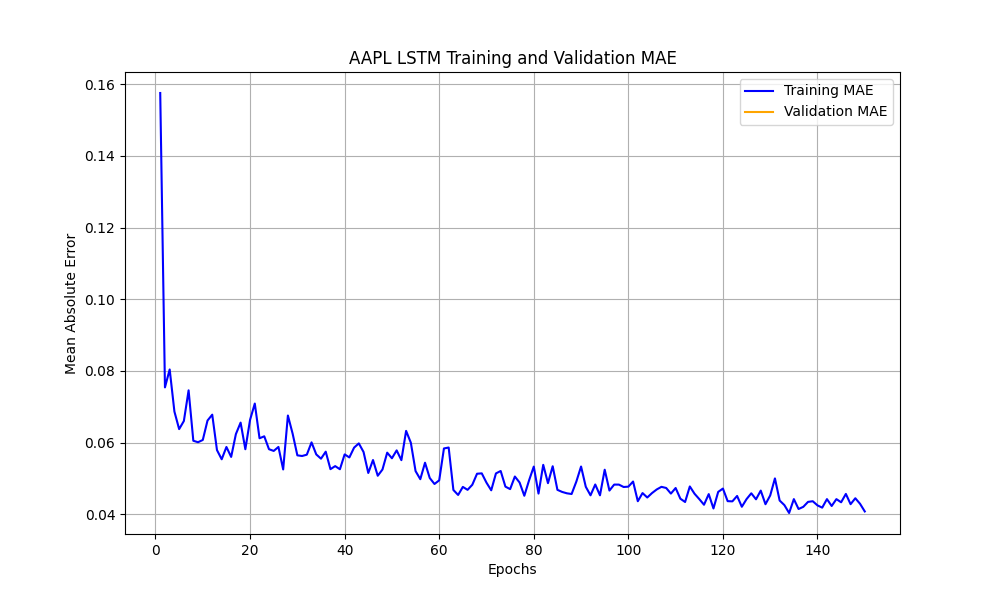 AAPL LSTM Training and Validation MAE
Training MAE
Validation MAE
Mean Absolute Error
0.16
0.14
0.12
0.10
0.08
0.06
0.04
0 20 40 60 80 100 120 140
Epochs